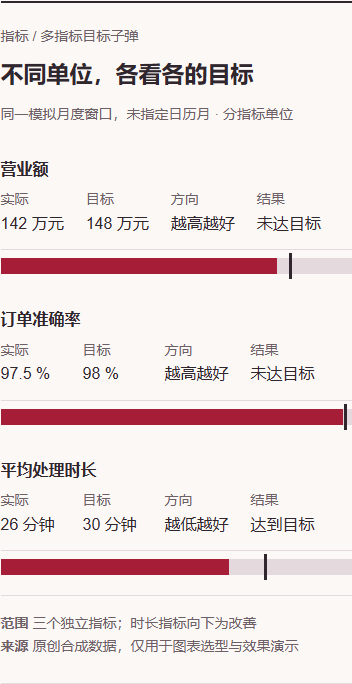 指标 / 多指标目标子弹
不同单位，各看各的目标
同一模拟月度窗口，未指定日历月 · 分指标单位
营业额
实际 目标 方向 结果
142 万元 148 万元 越高越好 未达目标
订单准确率
实际 目标 方向 结果
97.5 % 98 % 越高越好 未达目标
平均处理时长
实际 目标 方向 结果
26 分钟 30 分钟 越低越好 达到目标
范围 三个独立指标；时长指标向下为改善
来源 原创合成数据，仅用于图表选型与效果演示